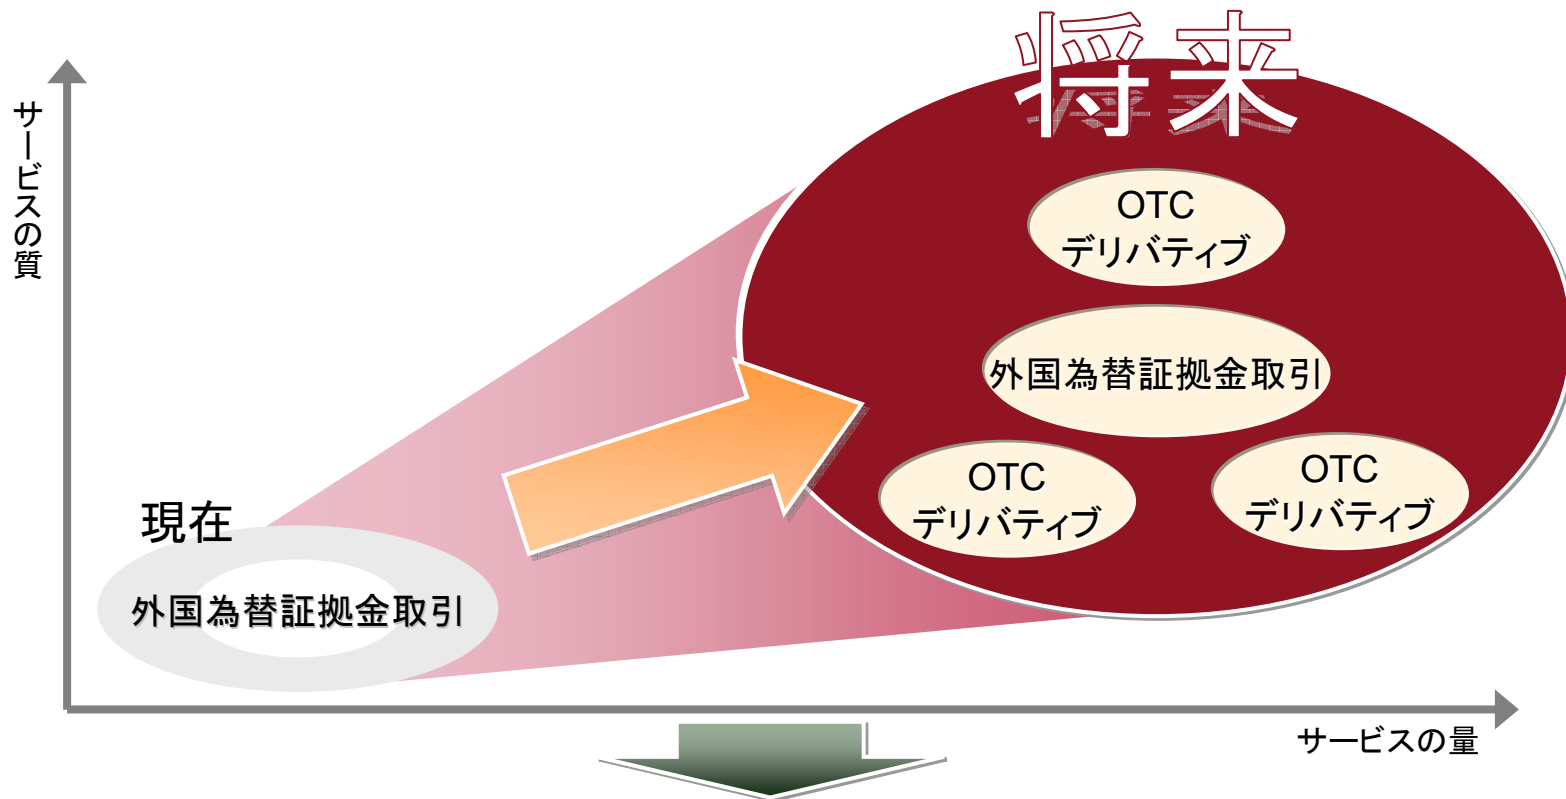 将来
サービスの質
OTC
デリバティブ
外国為替証拠金取引
OTC
デリバティブ
OTC
デリバティブ
現在
外国為替証拠金取引
サービスの量